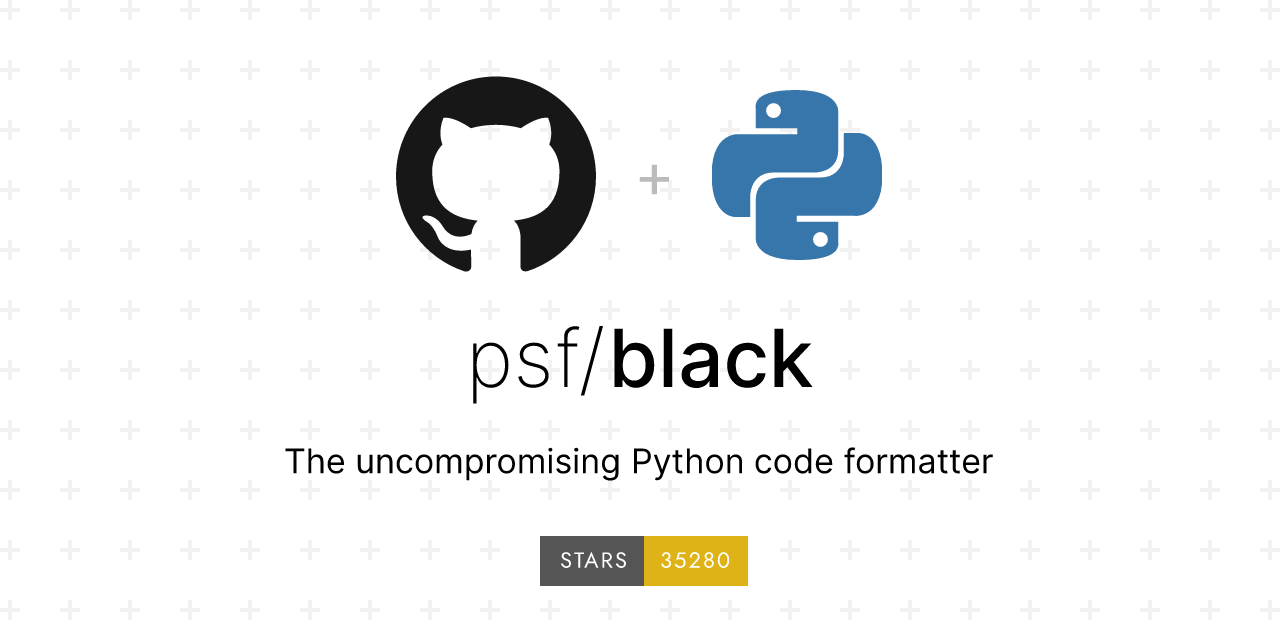 +
psf/black
The uncompromising Python code formatter
STARS 35280